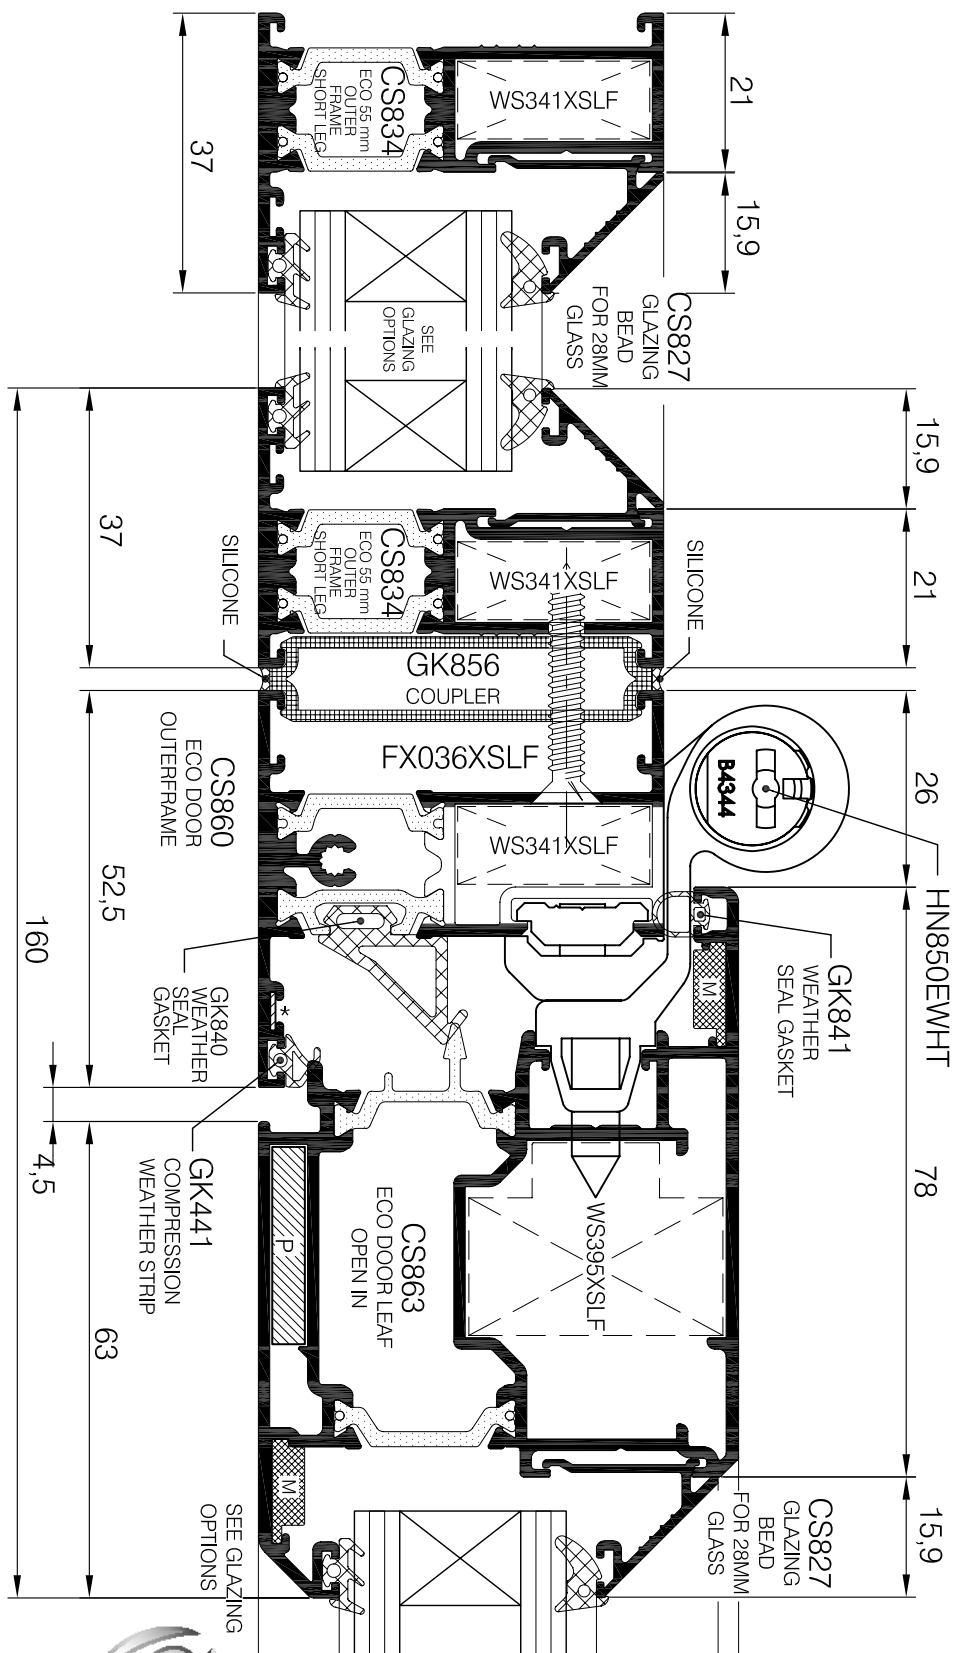 21
15,9
37
WS341XSLF
CS834
ECO 55 mm
OUTER
FRAME
SHORT LEG
CS827
GLAZING
BEAD
FOR 28MM
GLASS
SEE
GLAZING
OPTIONS
15,9
21
37
WS341XSLF
CS834
ECO 55 mm
OUTER
FRAME
SHORT LEG
SILICONE
SILICONE
GK856
COUPLER
FX036XSLF
26
B4344
HN850EWHT
WS341XSLF
CS860
ECO DOOR
OUTERFRAME
52,5
160
GK841
WEATHER
SEAL GASKET
M
GK840
WEATHER
SEAL
GASKET
*
4,5
78
GK441
COMPRESSION
WEATHER STRIP
P
CS863
ECO DOOR LEAF
OPEN IN
WS395XSLF
63
M
CS827
GLAZING
BEAD
FOR 28MM
GLASS
15,9
SEE GLAZING
OPTIONS